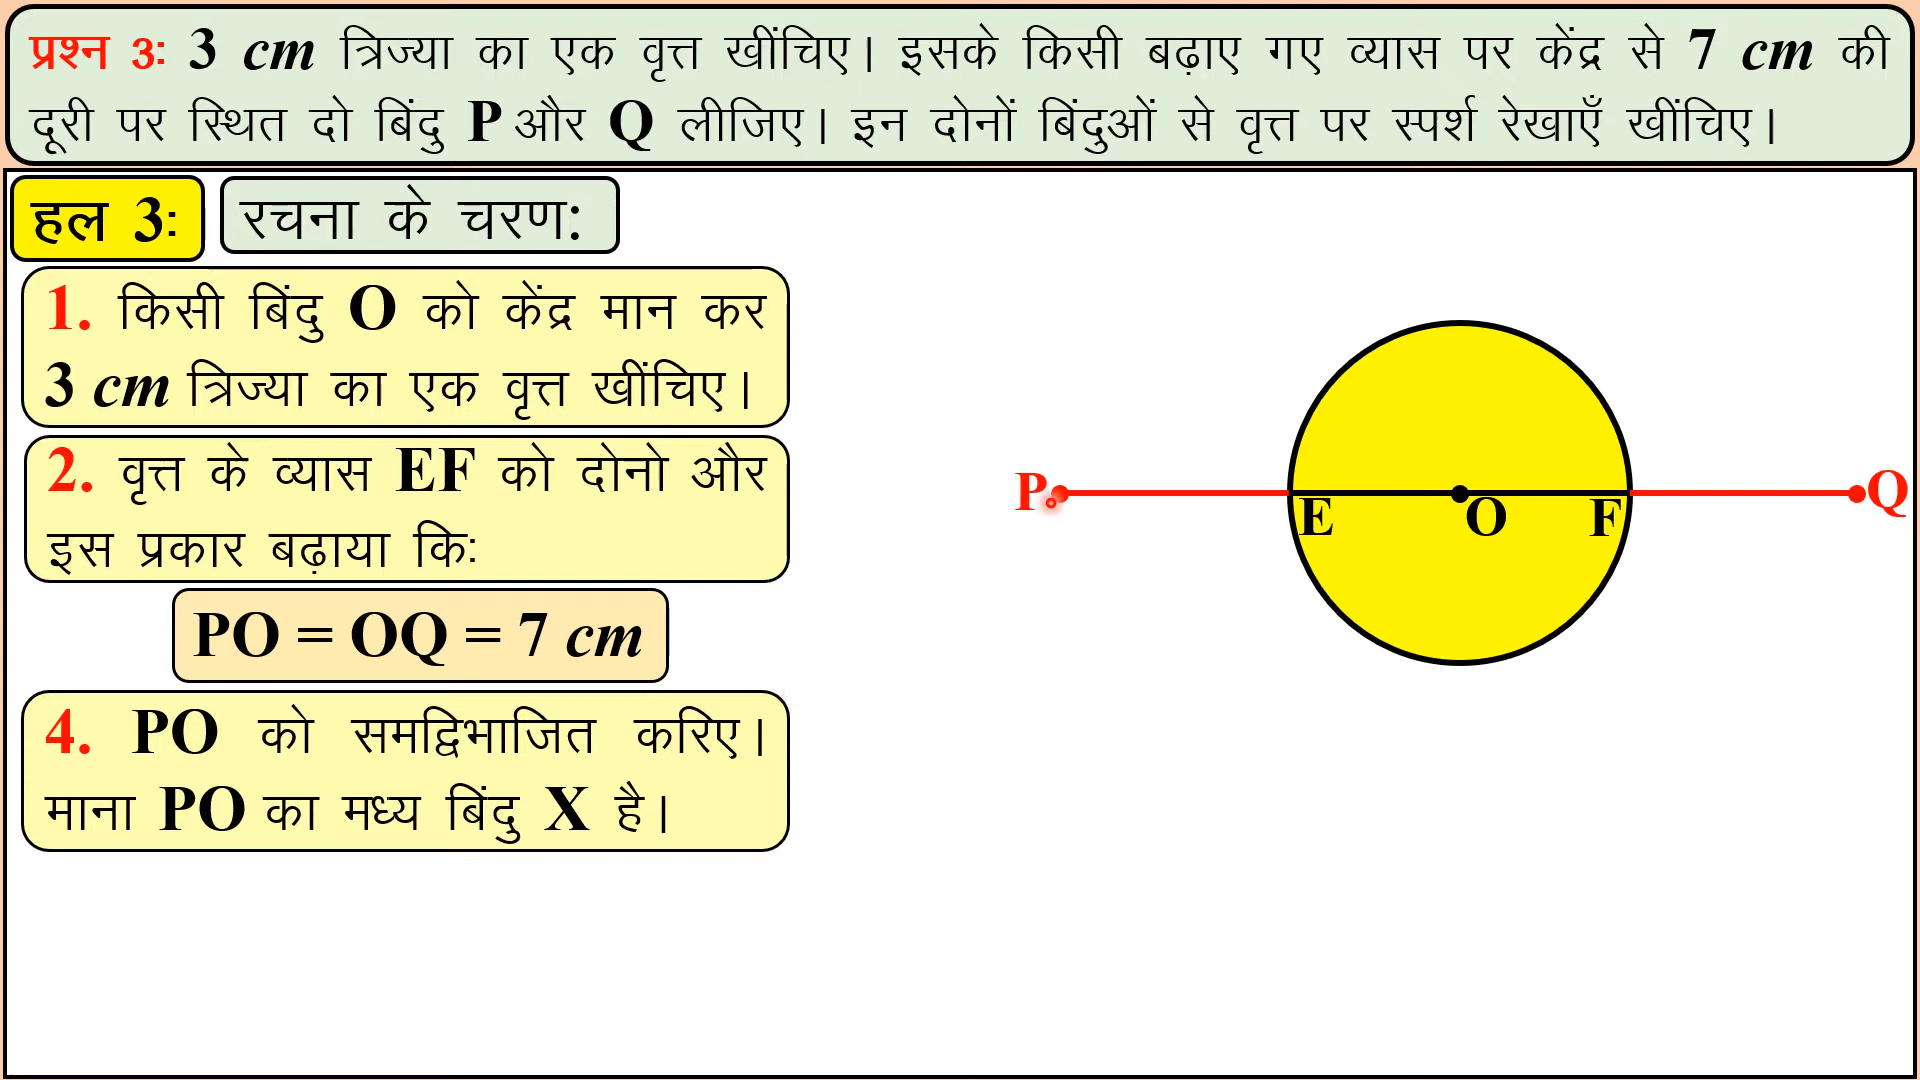 प्रश्न 3: 3 cm त्रिज्या का एक वृत्त खींचिए। इसके किसी बढ़ाए गए व्यास पर केंद्र से 7 cm की
दूरी पर स्थित दो बिंदु P और Q लीजिए। इन दोनों बिंदुओं से वृत्त पर स्पर्श रेखाएँ खींचिए।
हल 3: रचना के चरण:
1. किसी बिंदु O को केंद्र मान कर
3 cm त्रिज्या का एक वृत्त खींचिए।
2. वृत्त के व्यास EF को दोनो और
इस प्रकार बढ़ाया कि:
PO = OQ = 7 cm
4. PO को समद्विभाजित करिए।
माना PO का मध्य बिंदु X है।
P E O F Q